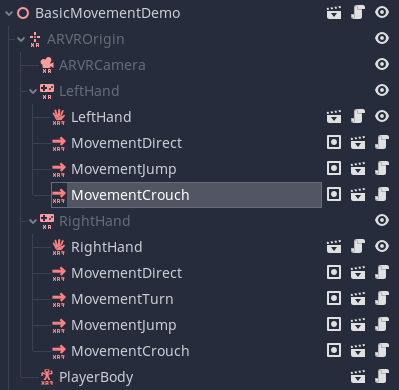 BasicMovementDemo
ARVROrigin
ARVRCamera
LeftHand
LeftHand
MovementDirect
MovementJump
MovementCrouch
RightHand
RightHand
MovementDirect
MovementTurn
MovementJump
MovementCrouch
PlayerBody